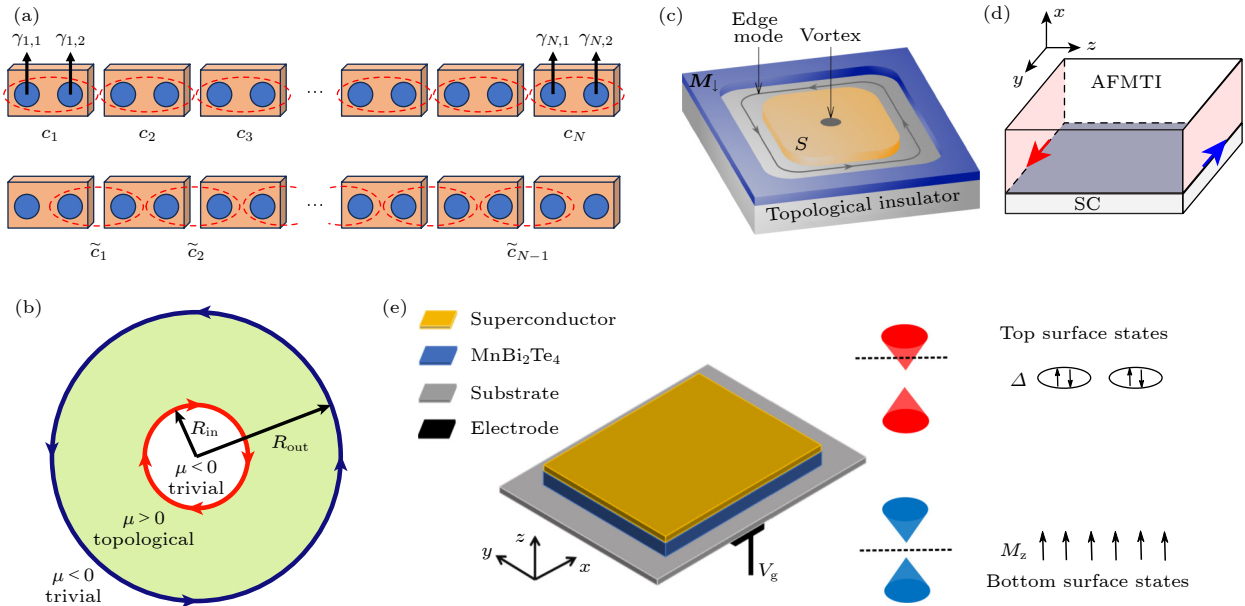 (a)
γ1,1 γ1,2 γN,1 γN,2
...
c1 c2 c3 cN
...
c̃1 c̃2 c̃N−1
(b)
Rin
Rout
μ<0
trivial
μ>0
topological
μ<0
trivial
(c)
Edge
mode
Vortex
M↓
S
Topological insulator
(d)
x
z
y
AFMTI
SC
(e)
Superconductor
MnBi2Te4
Substrate
Electrode
z
y
x
Vg
Top surface states
Δ
Mz
Bottom surface states